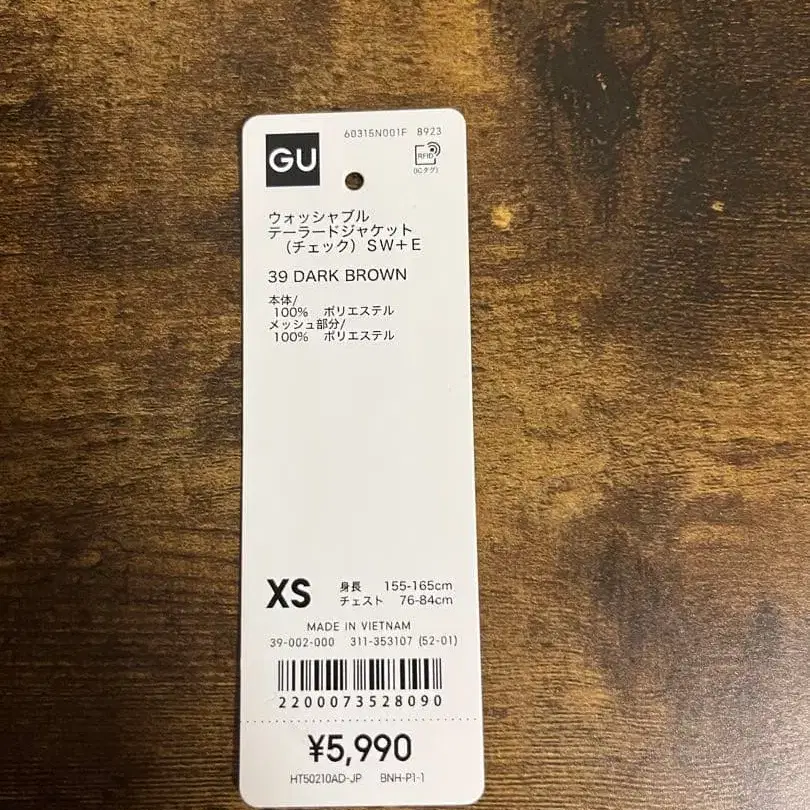 60315N001F 8923
GU
RFID
(ICタグ)
ウォッシャブル
テーラードジャケット
（チェック）SW＋E
39 DARK BROWN
本体/
100% ポリエステル
メッシュ部分/
100% ポリエステル
XS 身長 155-165cm
チェスト 76-84cm
MADE IN VIETNAM
39-002-000 311-353107 (52-01)
2200073528090
¥5,990
HT50210AD-JP BNH-P1-1